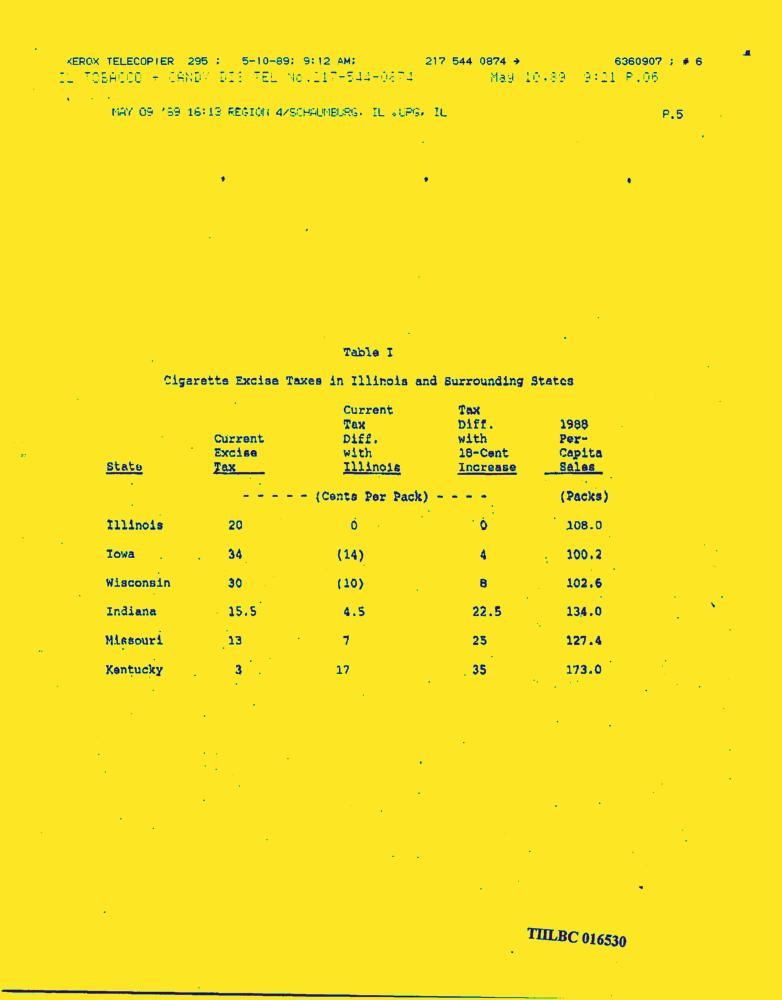 XEROX TELECOPIER 295 ; 5-10-89; 9:12 AM; 217 544 0874 → 6360907 ; # 6
IL TOBACCO + CANDY DIS TEL No.217-544-0874 May 10.89 9:21 P.06
MAY 09 '89 16:13 REGION 4/SCHAUMBURG, IL ,UPG, IL P.5
Table I
Cigarette Excise Taxes in Illinois and Surrounding States
Current Tax
Tax Diff. 1988
Current Diff. with Per-
Excise with 18-Cent Capita
State Tax Illinois Increase Sales
- - - - - (Cents Per Pack) - - - - (Packs)
Illinois 20 0 0 108.0
Iowa 34 (14) 4 100.2
Wisconsin 30 (10) 8 102.6
Indiana 15.5 4.5 22.5 134.0
Missouri 13 7 25 127.4
Kentucky 3 17 35 173.0
TIILBC 016530